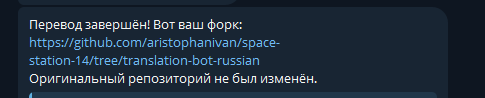 Перевод завершён! Вот ваш форк:
https://github.com/aristophanivan/space-
station-14/tree/translation-bot-russian
Оригинальный репозиторий не был изменён.